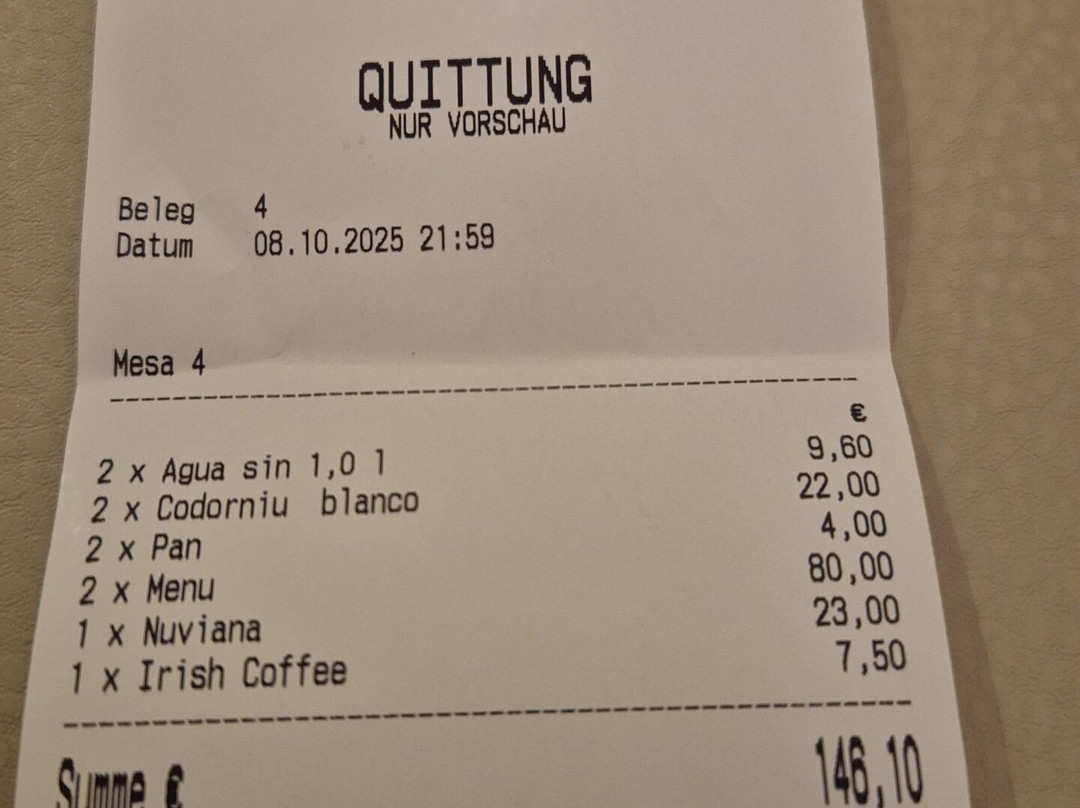 QUITTUNG
NUR VORSCHAU
Beleg 4
Datum 08.10.2025 21:59
Mesa 4
€
2 x Agua sin 1,0 l 9,60
2 x Codorniu blanco 22,00
2 x Pan 4,00
2 x Menu 80,00
1 x Nuviana 23,00
1 x Irish Coffee 7,50
Summe € 146,10